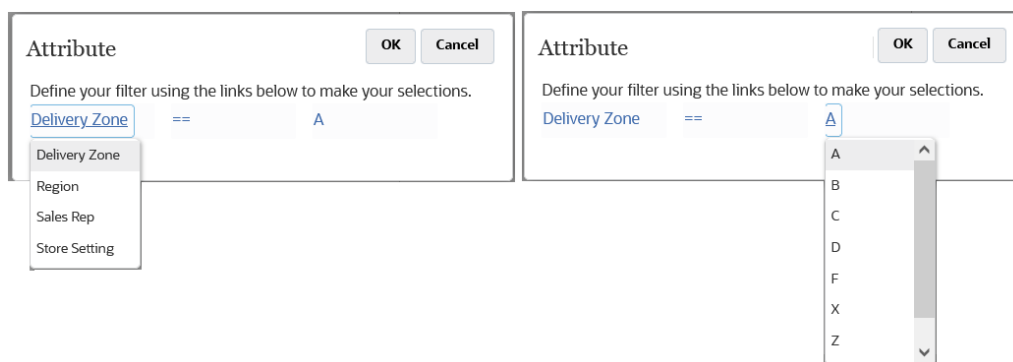 Attribute
OK
Cancel
Define your filter using the links below to make your selections.
Delivery Zone == A
Delivery Zone
Region
Sales Rep
Store Setting
Attribute
OK
Cancel
Define your filter using the links below to make your selections.
Delivery Zone == A
A
B
C
D
F
X
Z